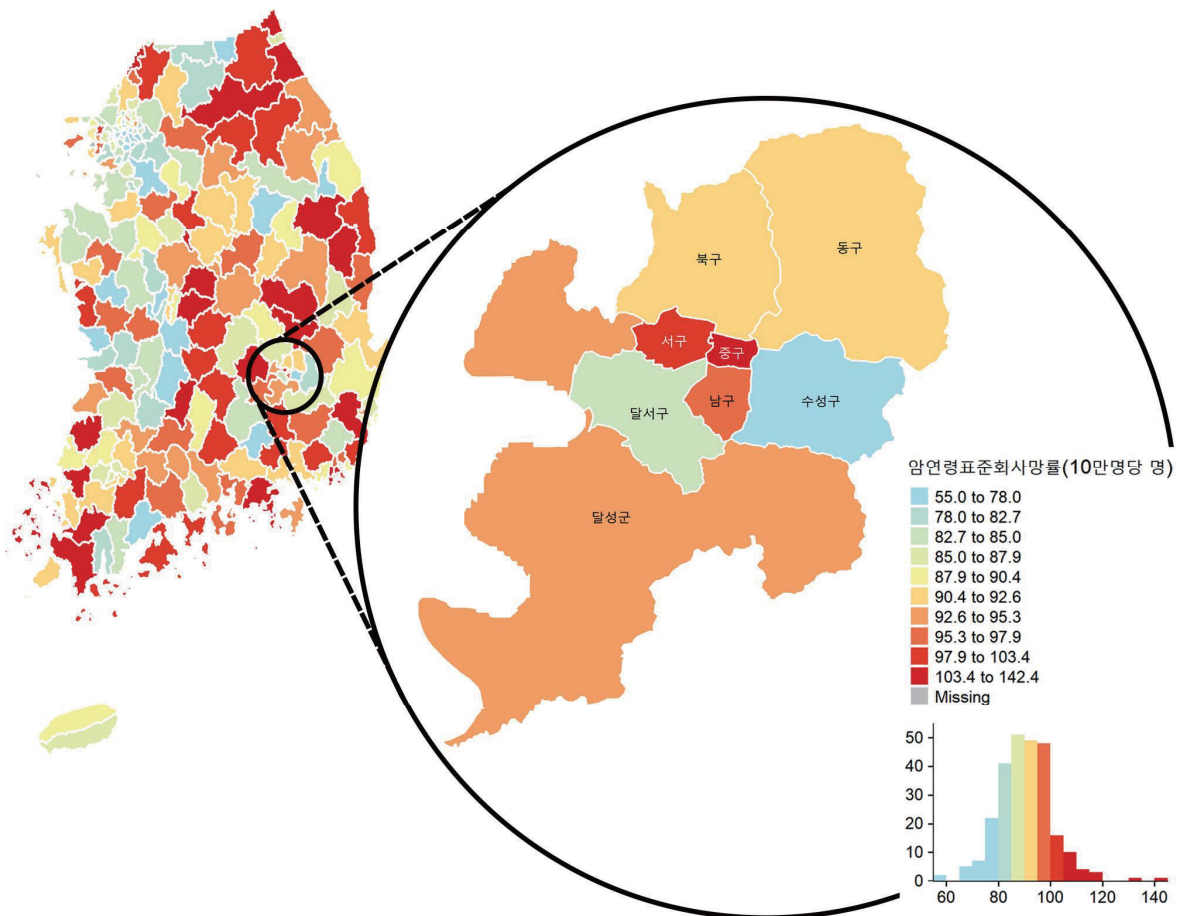 동구
북구
서구
중구
남구
수성구
달서구
달성군
암연령표준화사망률(10만명당 명)
55.0 to 78.0
78.0 to 82.7
82.7 to 85.0
85.0 to 87.9
87.9 to 90.4
90.4 to 92.6
92.6 to 95.3
95.3 to 97.9
97.9 to 103.4
103.4 to 142.4
Missing
50
40
30
20
10
0
60 80 100 120 140